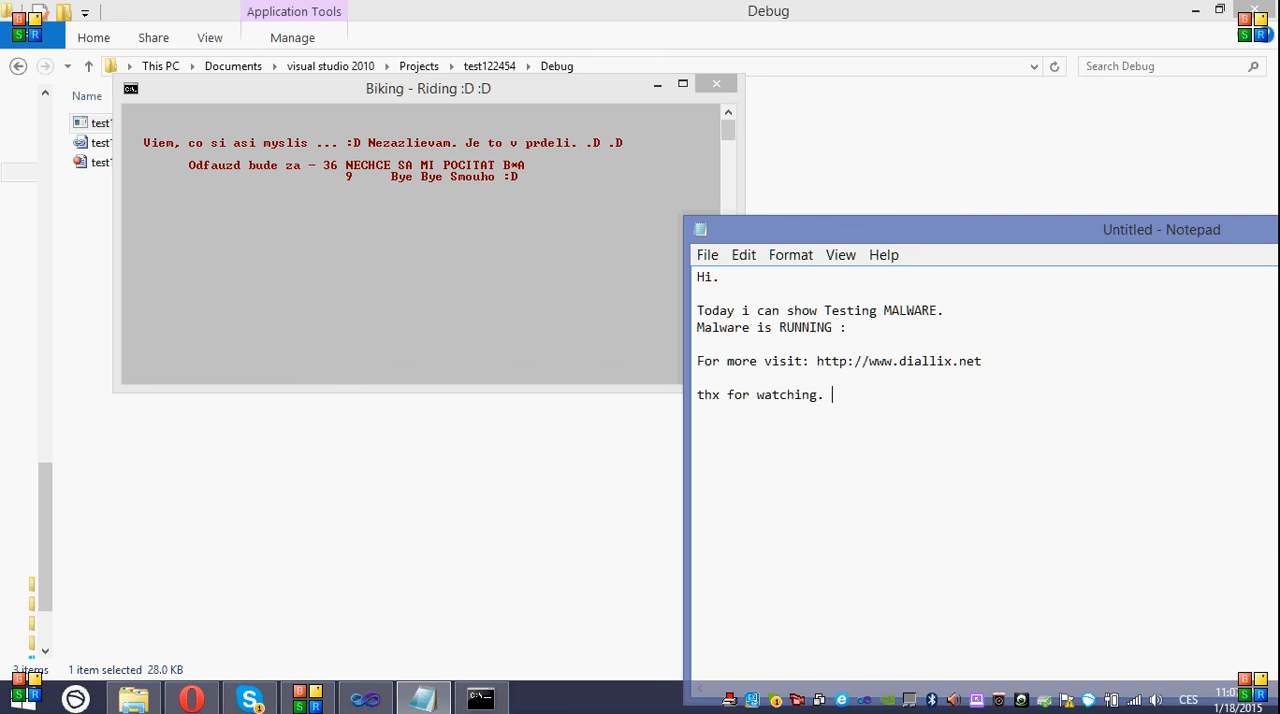 Application Tools
Debug
Home Share View Manage
This PC Documents visual studio 2010 Projects test122454 Debug
Search Debug
Name
test
test
test
Biking - Riding :D :D
Viem, co si asi myslis ... :D Nezazlievam. Je to v prdeli. .D .D
Odfauzd bude za - 36 NECHCE SA MI POCITAT B*A
9 Bye Bye Smouho :D
Untitled - Notepad
File Edit Format View Help
Hi.
Today i can show Testing MALWARE.
Malware is RUNNING :
For more visit: http://www.diallix.net
thx for watching.
3 items 1 item selected 28.0 KB
B S R
B S R
B S R
B S R
CES
1/18/2015